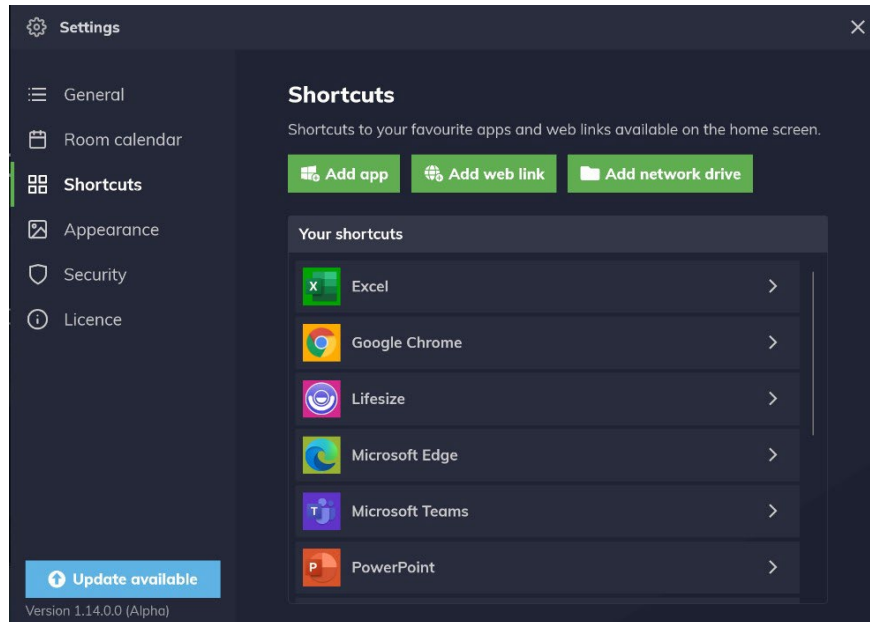 Settings
General
Room calendar
Shortcuts
Appearance
Security
Licence
Update available
Version 1.14.0.0 (Alpha)
Shortcuts
Shortcuts to your favourite apps and web links available on the home screen.
Add app
Add web link
Add network drive
Your shortcuts
Excel
Google Chrome
Lifesize
Microsoft Edge
Microsoft Teams
PowerPoint